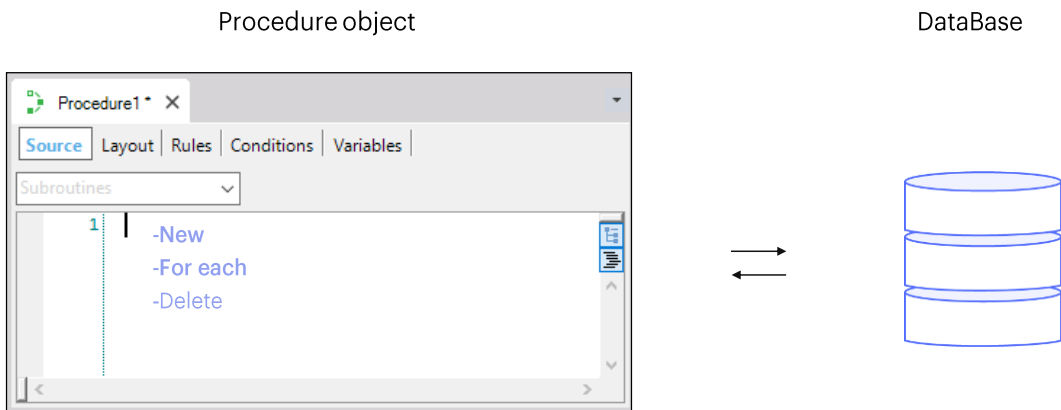 Procedure object
DataBase
Procedure1 *
Source Layout Rules Conditions Variables
Subroutines
1
-New
-For each
-Delete